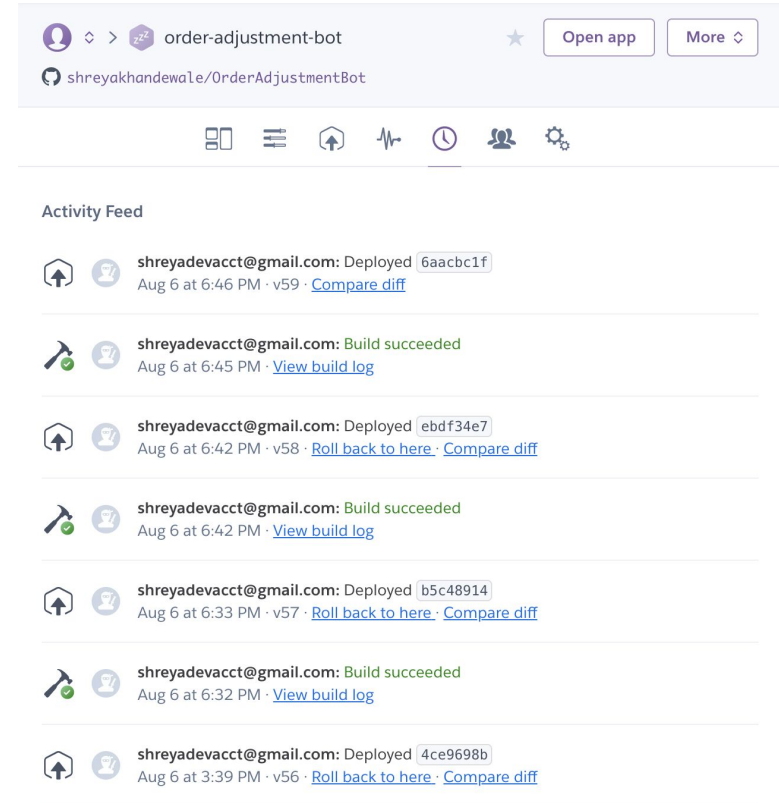 zzz order-adjustment-bot Open app More
shreyakhandewale/OrderAdjustmentBot
Activity Feed
shreyadevacct@gmail.com: Deployed 6aacbc1f
Aug 6 at 6:46 PM · v59 · Compare diff
shreyadevacct@gmail.com: Build succeeded
Aug 6 at 6:45 PM · View build log
shreyadevacct@gmail.com: Deployed ebdf34e7
Aug 6 at 6:42 PM · v58 · Roll back to here · Compare diff
shreyadevacct@gmail.com: Build succeeded
Aug 6 at 6:42 PM · View build log
shreyadevacct@gmail.com: Deployed b5c48914
Aug 6 at 6:33 PM · v57 · Roll back to here · Compare diff
shreyadevacct@gmail.com: Build succeeded
Aug 6 at 6:32 PM · View build log
shreyadevacct@gmail.com: Deployed 4ce9698b
Aug 6 at 3:39 PM · v56 · Roll back to here · Compare diff